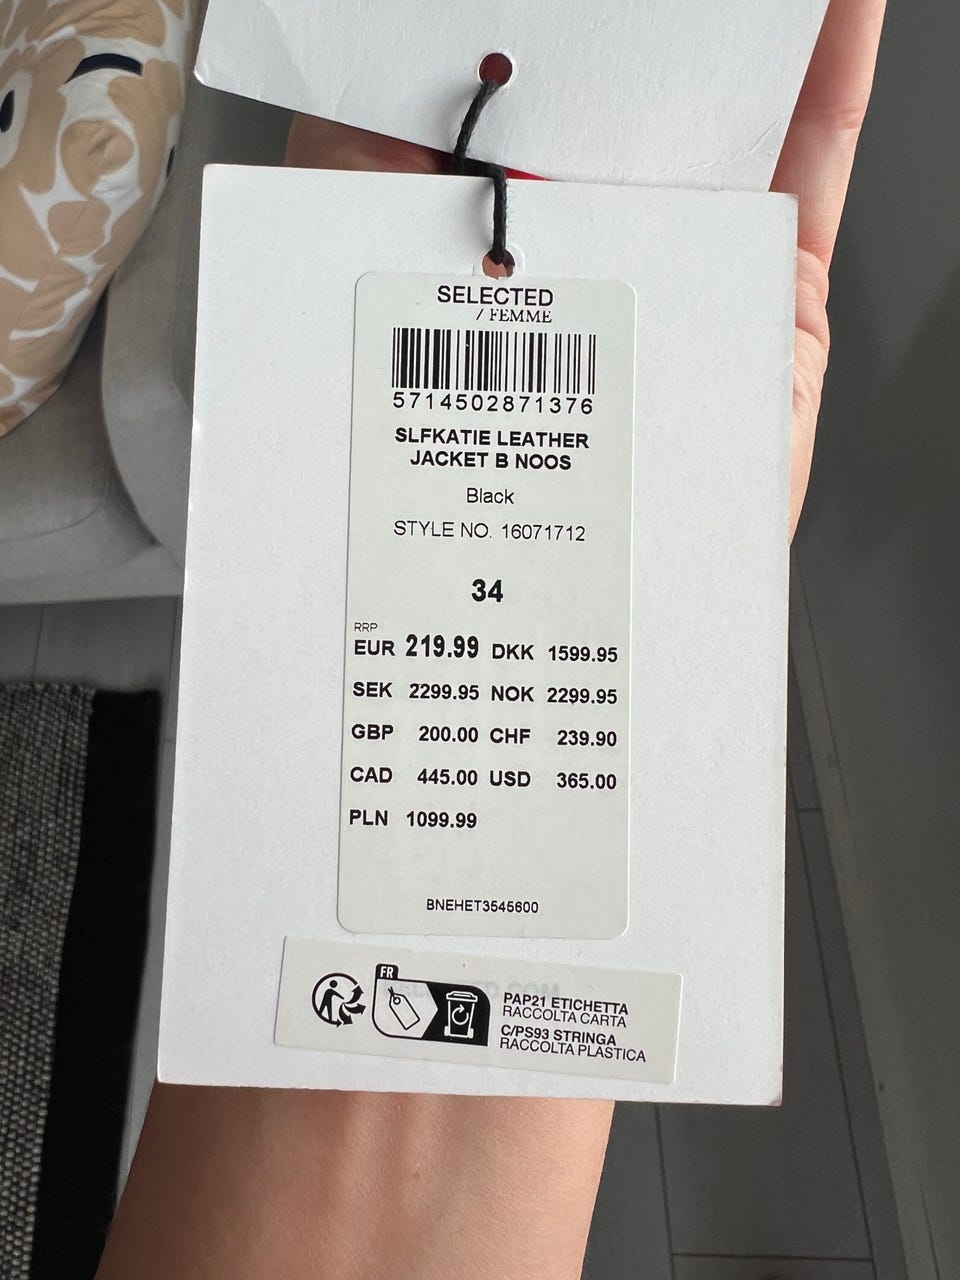 SELECTED
/ FEMME
5714502871376
SLFKATIE LEATHER
JACKET B NOOS
Black
STYLE NO. 16071712
34
RRP
EUR 219.99 DKK 1599.95
SEK 2299.95 NOK 2299.95
GBP 200.00 CHF 239.90
CAD 445.00 USD 365.00
PLN 1099.99
BNEHET3545600
FR
PAP21 ETICHETTA
RACCOLTA CARTA
C/PS93 STRINGA
RACCOLTA PLASTICA